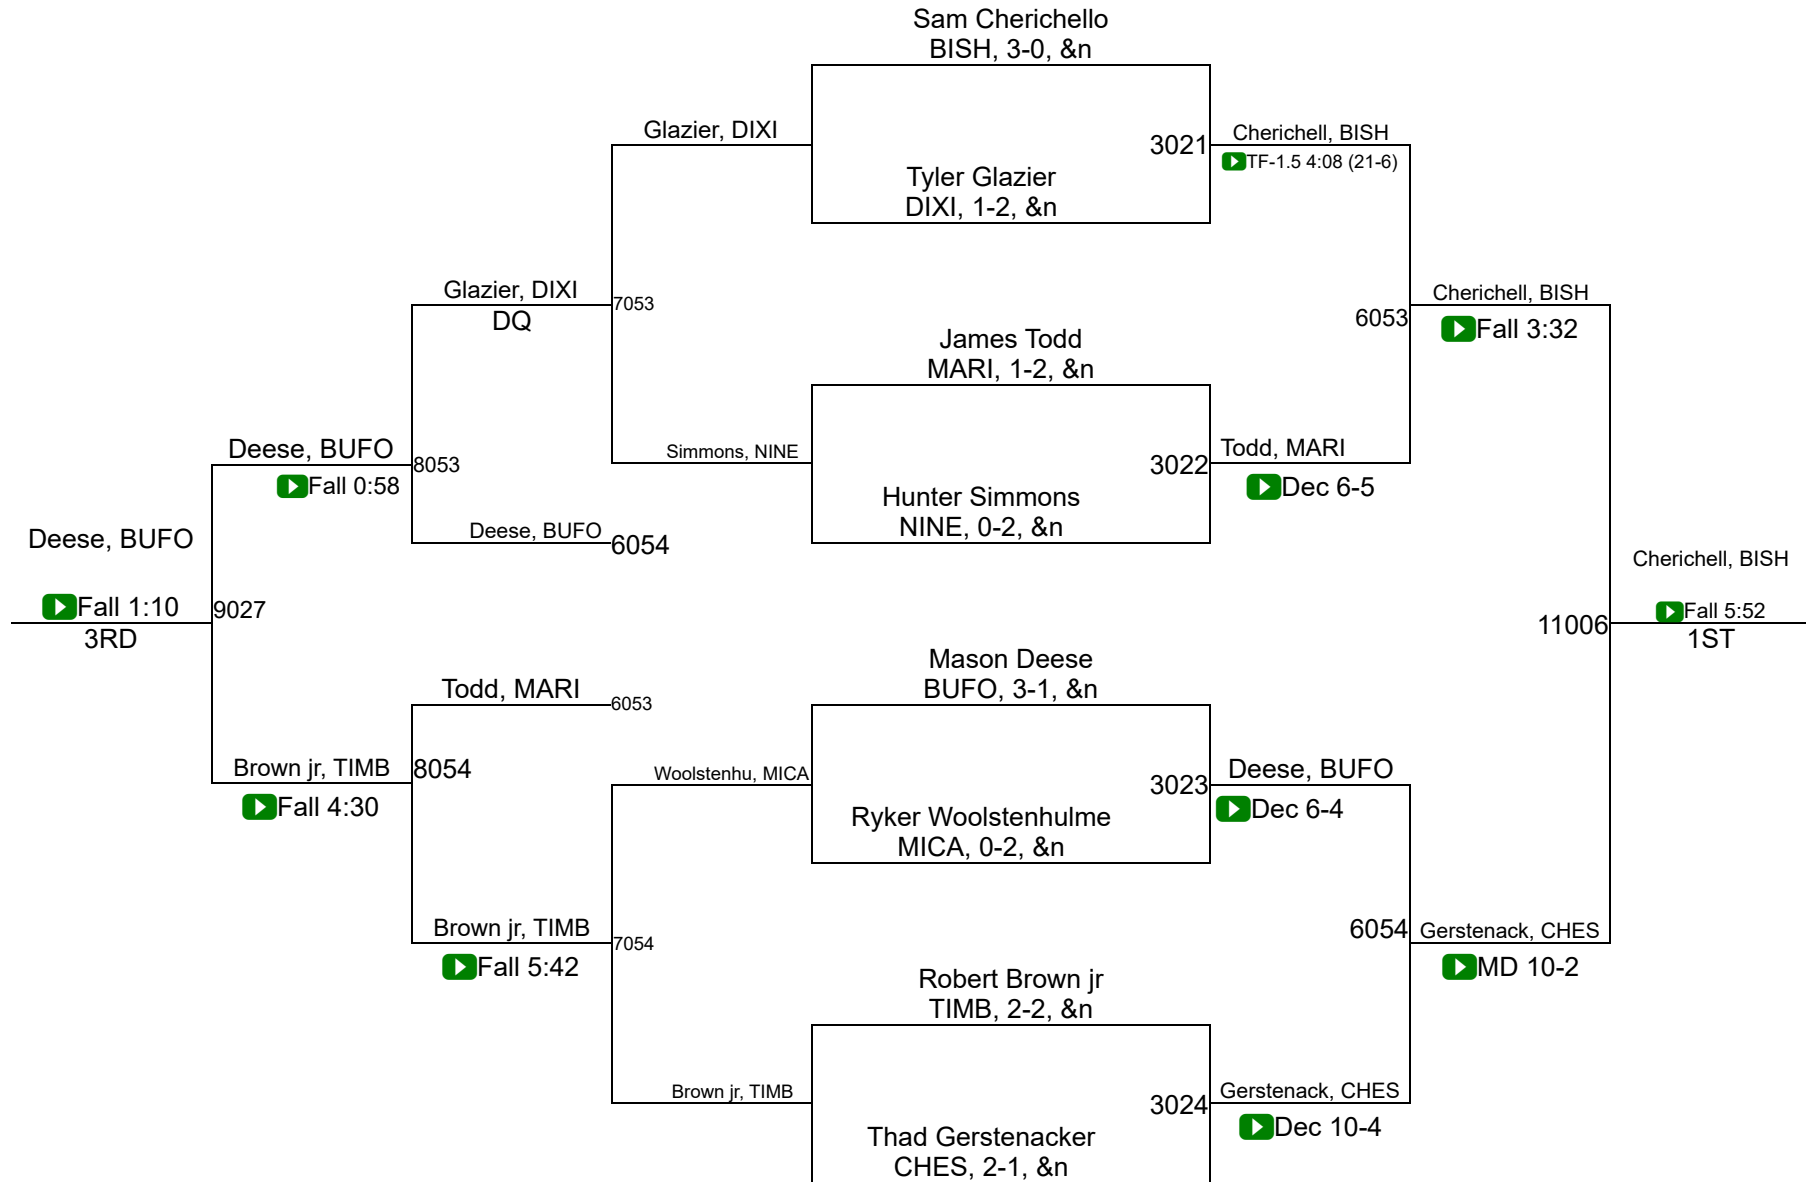 Sam Cherichello
BISH, 3-0, &n
Glazier, DIXI
3021
Cherichell, BISH
TF-1.5 4:08 (21-6)
Tyler Glazier
DIXI, 1-2, &n
Glazier, DIXI
DQ
7053
6053
Cherichell, BISH
Fall 3:32
James Todd
MARI, 1-2, &n
Deese, BUFO
Fall 0:58
8053
Simmons, NINE
3022
Todd, MARI
Dec 6-5
Hunter Simmons
NINE, 0-2, &n
Deese, BUFO
6054
Deese, BUFO
Fall 1:10
3RD
9027
Cherichell, BISH
11006
Fall 5:52
1ST
Mason Deese
BUFO, 3-1, &n
Todd, MARI
6053
Brown jr, TIMB
Fall 4:30
8054
Woolstenhu, MICA
3023
Deese, BUFO
Dec 6-4
Ryker Woolstenhulme
MICA, 0-2, &n
Brown jr, TIMB
Fall 5:42
7054
6054
Gerstenack, CHES
MD 10-2
Robert Brown jr
TIMB, 2-2, &n
Brown jr, TIMB
3024
Gerstenack, CHES
Dec 10-4
Thad Gerstenacker
CHES, 2-1, &n